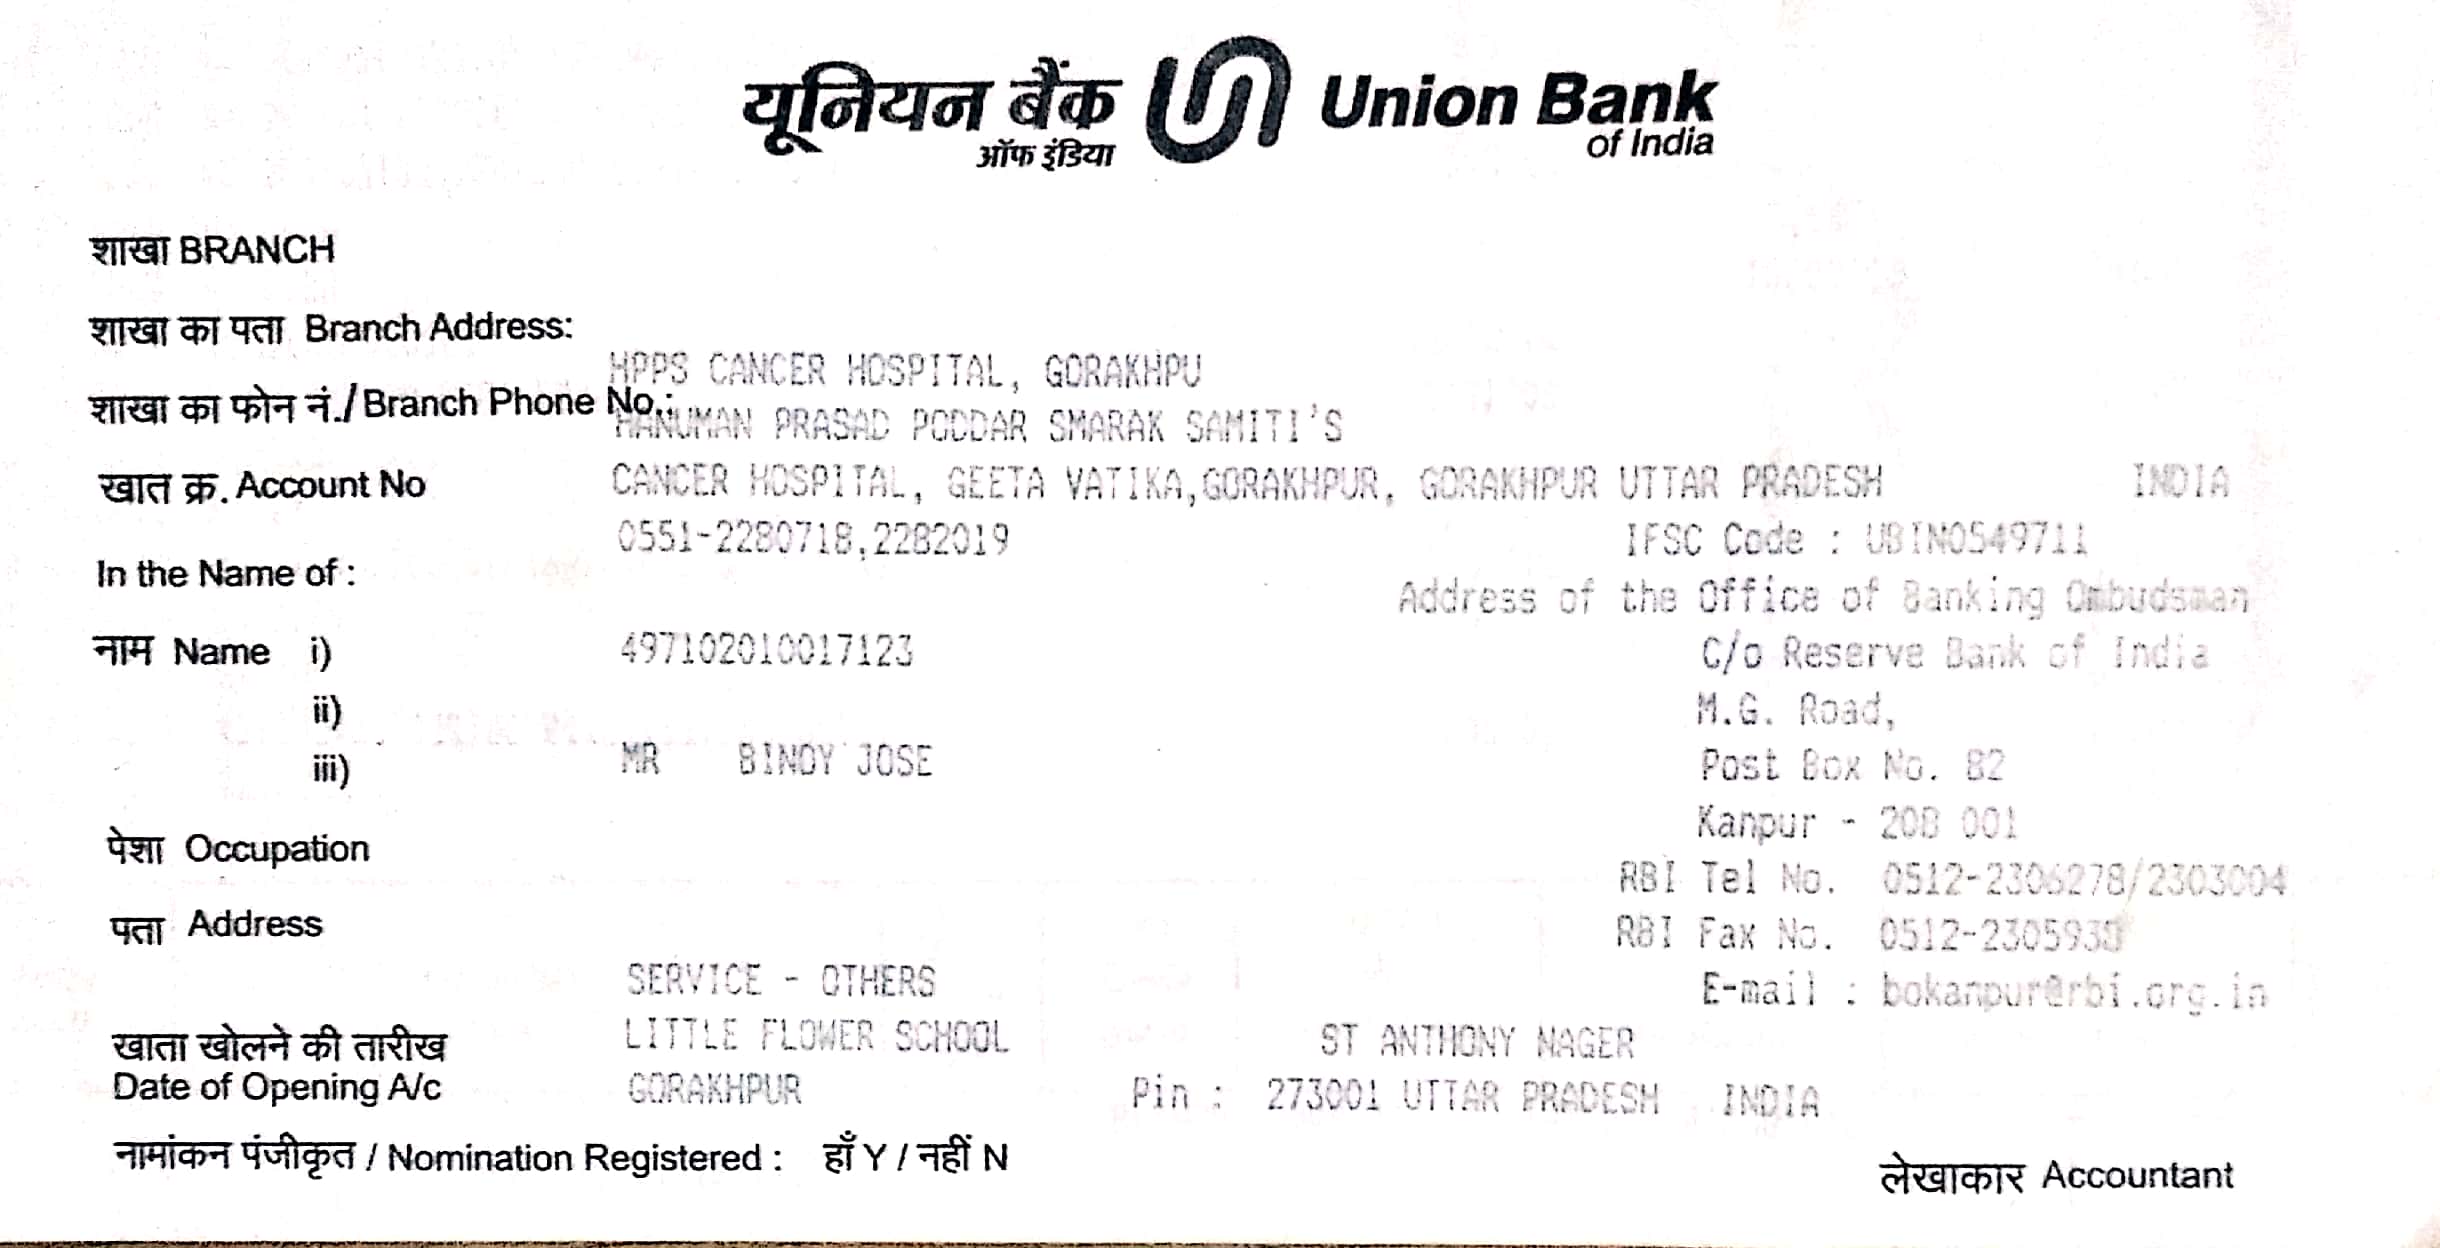 यूनियन बैंक Union Bank
ऑफ इंडिया of India
शाखा BRANCH
शाखा का पता Branch Address:
HPPS CANCER HOSPITAL, GORAKHPU
शाखा का फोन नं./Branch Phone No.:
HANUMAN PRASAD PODDAR SMARAK SAMITI'S
खात क्र. Account No
CANCER HOSPITAL, GEETA VATIKA,GORAKHPUR, GORAKHPUR UTTAR PRADESH INDIA
0551-2280718,2282019 IFSC Code : UBIN0549711
In the Name of :
Address of the Office of Banking Ombudsman
नाम Name i) 497102010017123 C/o Reserve Bank of India
ii) M.G. Road,
iii) MR BINOY JOSE Post Box No. 82
Kanpur - 208 001
पेशा Occupation
RBI Tel No. 0512-2306278/2303004
पता Address
RBI Fax No. 0512-
SERVICE - OTHERS E-mail : bokanpur@rbi.org.in
खाता खोलने की तारीख LITTLE FLOWER SCHOOL ST ANTHONY NAGER
Date of Opening A/c GORAKHPUR Pin : 273001 UTTAR PRADESH INDIA
नामांकन पंजीकृत / Nomination Registered : हाँ Y / नहीं N
लेखाकार Accountant